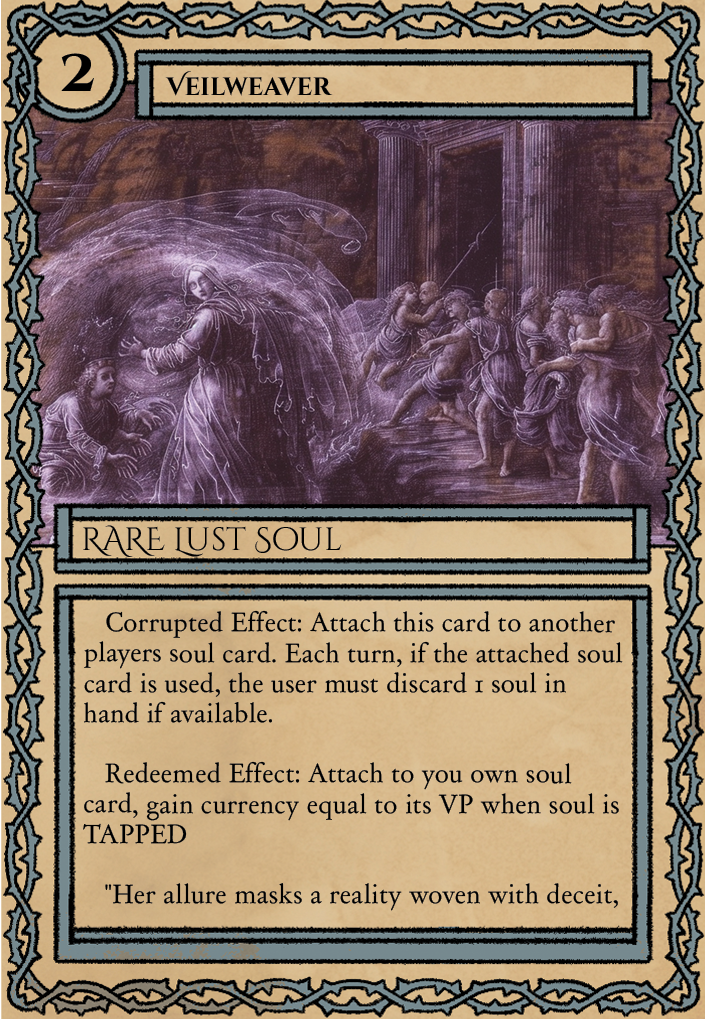 2
Veilweaver
Rare Lust Soul
Corrupted Effect: Attach this card to another
players soul card. Each turn, if the attached soul
card is used, the user must discard 1 soul in
hand if available.
Redeemed Effect: Attach to you own soul
card, gain currency equal to its VP when soul is
TAPPED
"Her allure masks a reality woven with deceit,